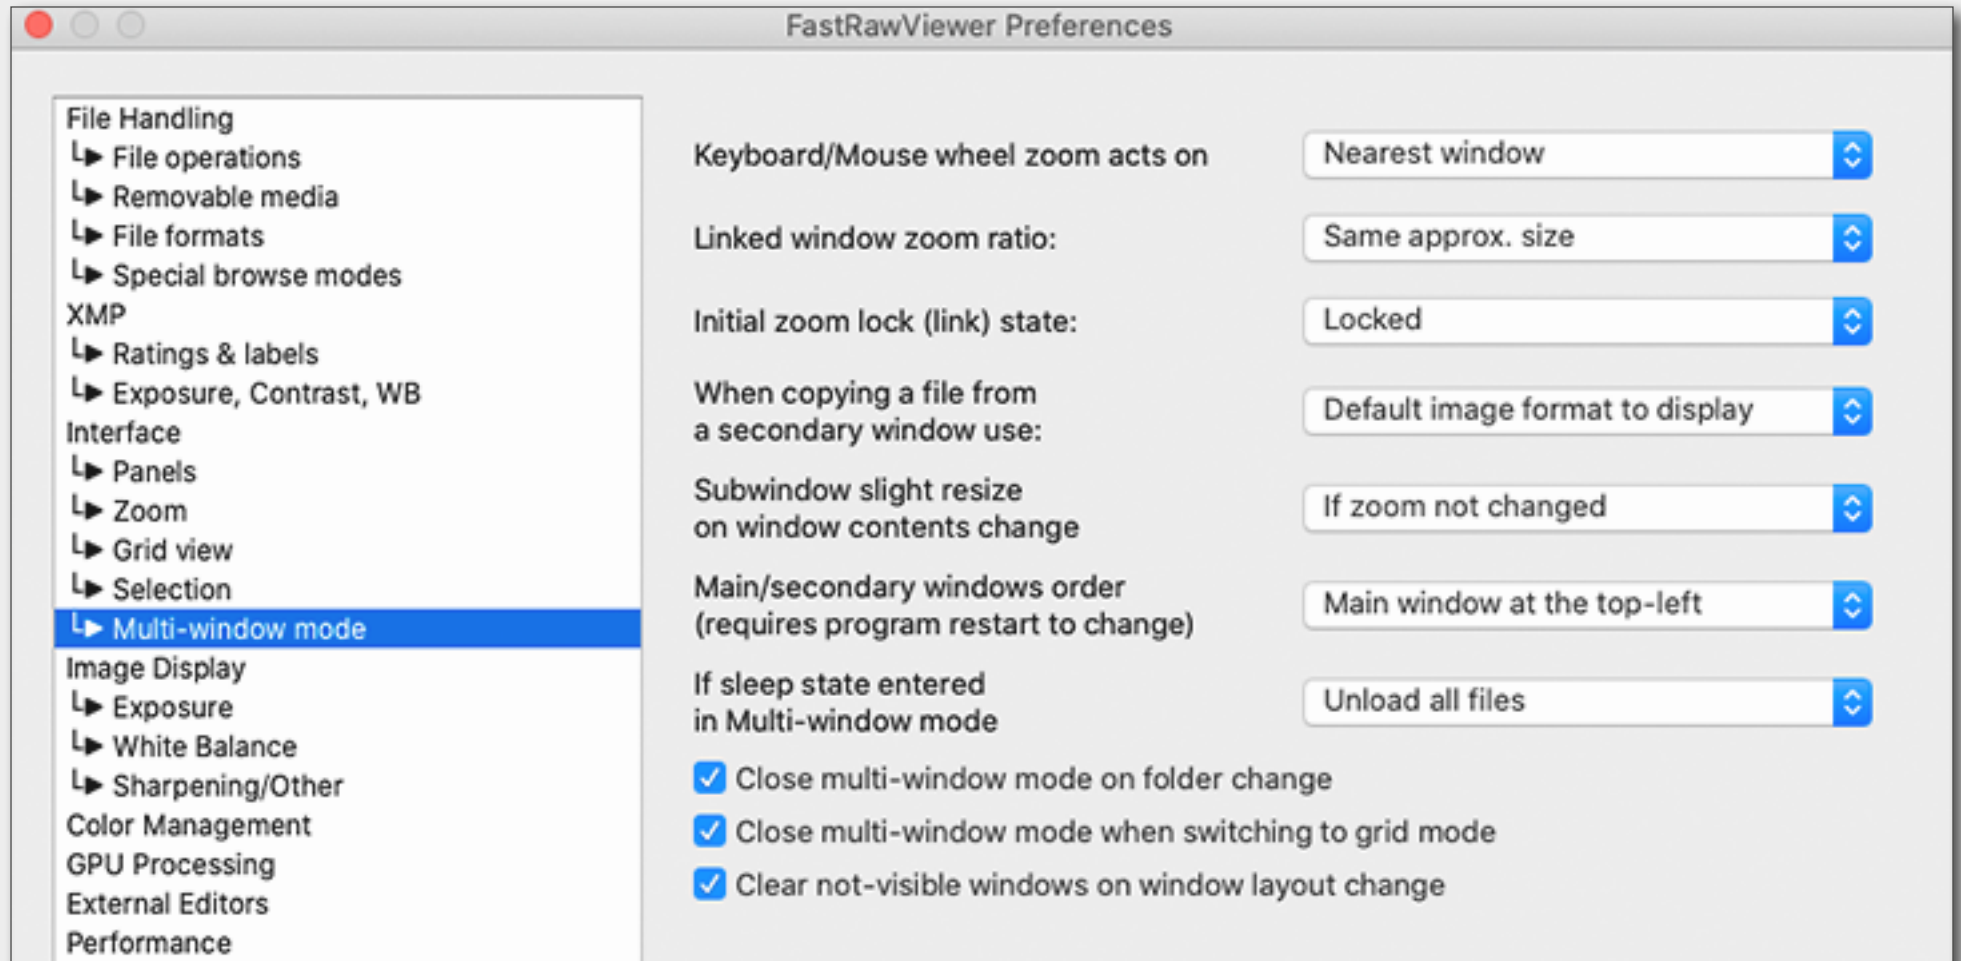 FastRawViewer Preferences
File Handling
File operations
Removable media
File formats
Special browse modes
XMP
Ratings & labels
Exposure, Contrast, WB
Interface
Panels
Zoom
Grid view
Selection
Multi-window mode
Image Display
Exposure
White Balance
Sharpening/Other
Color Management
GPU Processing
External Editors
Performance
Keyboard/Mouse wheel zoom acts on
Nearest window
Linked window zoom ratio:
Same approx. size
Initial zoom lock (link) state:
Locked
When copying a file from
a secondary window use:
Default image format to display
Subwindow slight resize
on window contents change
If zoom not changed
Main/secondary windows order
(requires program restart to change)
Main window at the top-left
If sleep state entered
in Multi-window mode
Unload all files
Close multi-window mode on folder change
Close multi-window mode when switching to grid mode
Clear not-visible windows on window layout change